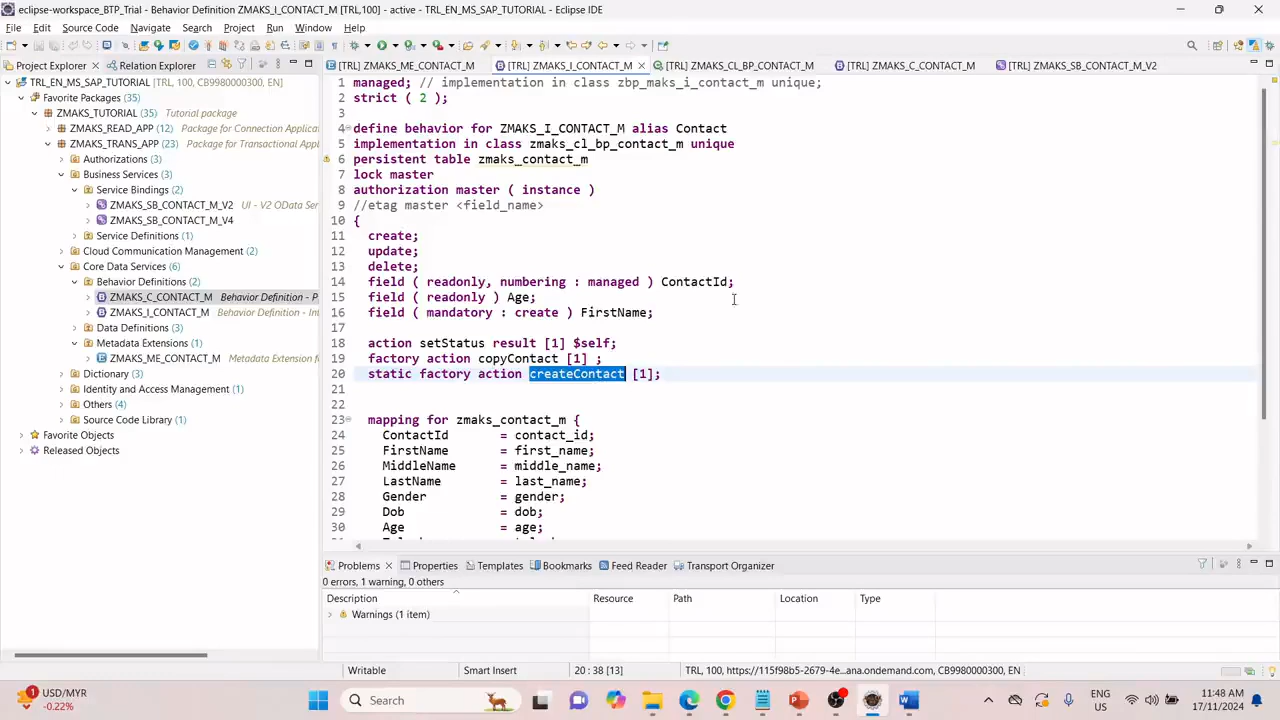 eclipse-workspace_BTP_Trial - Behavior Definition ZMAKS_I_CONTACT_M [TRL,100] - active - TRL_EN_MS_SAP_TUTORIAL - Eclipse IDE
File Edit Source Code Navigate Search Project Run Window Help
Project Explorer Relation Explorer
[TRL] ZMAKS_ME_CONTACT_M [TRL] ZMAKS_I_CONTACT_M [TRL] ZMAKS_CL_BP_CONTACT_M [TRL] ZMAKS_C_CONTACT_M [TRL] ZMAKS_SB_CONTACT_M_V2
TRL_EN_MS_SAP_TUTORIAL [TRL, 100, CB9980000300, EN]
Favorite Packages (35)
ZMAKS_TUTORIAL (35) Tutorial package
ZMAKS_READ_APP (12) Package for Connection Applica
ZMAKS_TRANS_APP (23) Package for Transactional Appl
Authorizations (3)
Business Services (3)
Service Bindings (2)
ZMAKS_SB_CONTACT_M_V2 UI - V2 OData Ser
ZMAKS_SB_CONTACT_M_V4
Service Definitions (1)
Cloud Communication Management (2)
Core Data Services (6)
Behavior Definitions (2)
ZMAKS_C_CONTACT_M Behavior Definition - P
ZMAKS_I_CONTACT_M Behavior Definition - Int
Data Definitions (3)
Metadata Extensions (1)
ZMAKS_ME_CONTACT_M Metadata Extension fo
Dictionary (3)
Identity and Access Management (1)
Others (4)
Source Code Library (1)
Favorite Objects
Released Objects
1 managed; // implementation in class zbp_maks_i_contact_m unique;
2 strict ( 2 );
3
4 define behavior for ZMAKS_I_CONTACT_M alias Contact
5 implementation in class zmaks_cl_bp_contact_m unique
6 persistent table zmaks_contact_m
7 lock master
8 authorization master ( instance )
9 //etag master <field_name>
10 {
11 create;
12 update;
13 delete;
14 field ( readonly, numbering : managed ) ContactId;
15 field ( readonly ) Age;
16 field ( mandatory : create ) FirstName;
17
18 action setStatus result [1] $self;
19 factory action copyContact [1] ;
20 static factory action createContact [1];
21
22
23 mapping for zmaks_contact_m {
24 ContactId = contact_id;
25 FirstName = first_name;
26 MiddleName = middle_name;
27 LastName = last_name;
28 Gender = gender;
29 Dob = dob;
30 Age = age;
Problems Properties Templates Bookmarks Feed Reader Transport Organizer
0 errors, 1 warning, 0 others
Description Resource Path Location Type
Warnings (1 item)
Writable Smart Insert 20 : 38 [13] TRL, 100, https://115f98b5-2679-4e...ana.ondemand.com, CB9980000300, EN
1 USD/MYR
-0.22%
Search
ENG
US
11:48 AM
17/11/2024